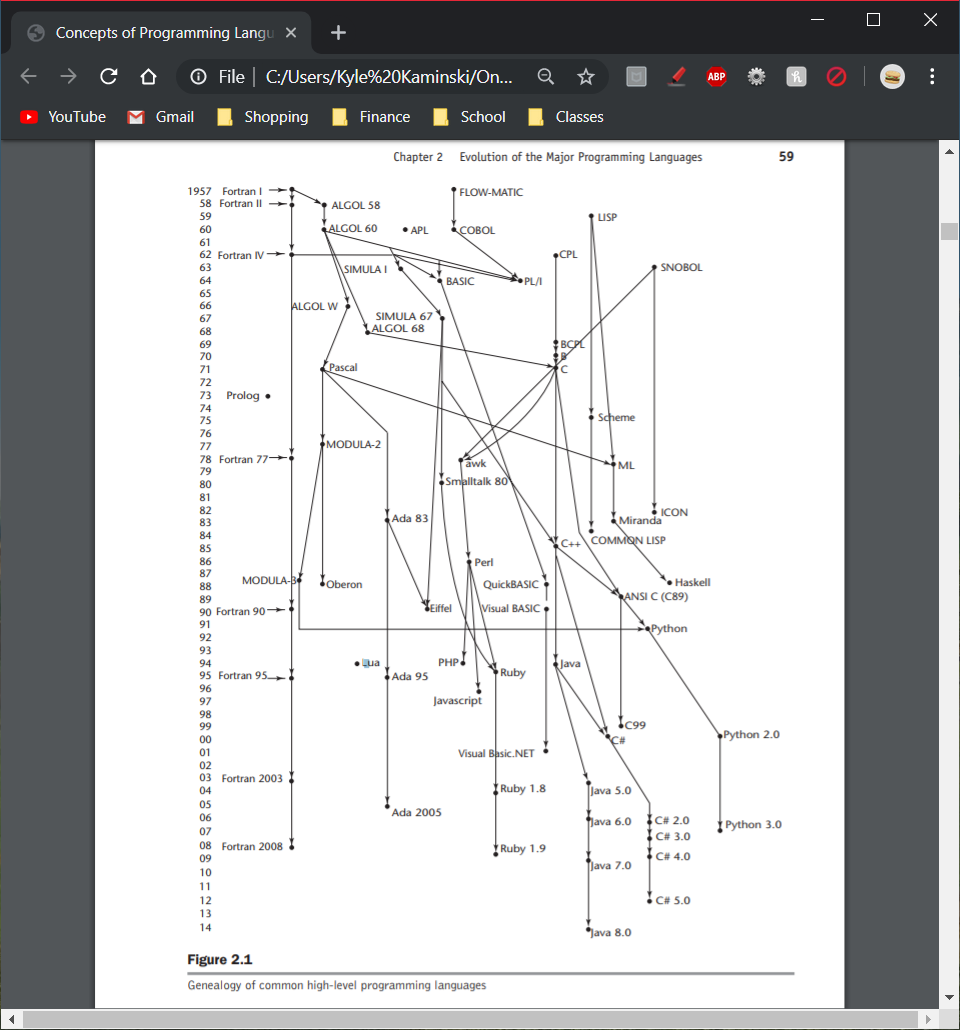 Concepts of Programming Langu
File | C:/Users/Kyle%20Kaminski/On...
ABP
YouTube Gmail Shopping Finance School Classes
Chapter 2 Evolution of the Major Programming Languages 59
1957 Fortran I FLOW-MATIC
58 Fortran II ALGOL 58
59 LISP
60 ALGOL 60 APL COBOL
61
62 Fortran IV CPL
63 SIMULA I SNOBOL
64 BASIC PL/I
65
66 ALGOL W
67 SIMULA 67
68 ALGOL 68
69 BCPL
70 B
71 Pascal C
72
73 Prolog
74
75 Scheme
76
77 MODULA-2
78 Fortran 77 awk ML
79
80 Smalltalk 80
81
82 ICON
83 Ada 83 Miranda
84 COMMON LISP
85 C++
86 Perl
87
88 MODULA-3 Oberon QuickBASIC Haskell
89 ANSI C (C89)
90 Fortran 90 Eiffel Visual BASIC
91 Python
92
93
94 Lua PHP Java
95 Fortran 95 Ada 95 Ruby
96
97 Javascript
98
99 C99
00 C# Python 2.0
01 Visual Basic.NET
02
03 Fortran 2003
04 Ruby 1.8 Java 5.0
05 Ada 2005
06 Java 6.0 C# 2.0 Python 3.0
07 C# 3.0
08 Fortran 2008 Ruby 1.9
09 C# 4.0
10 Java 7.0
11
12 C# 5.0
13
14 Java 8.0
Figure 2.1
Genealogy of common high-level programming languages